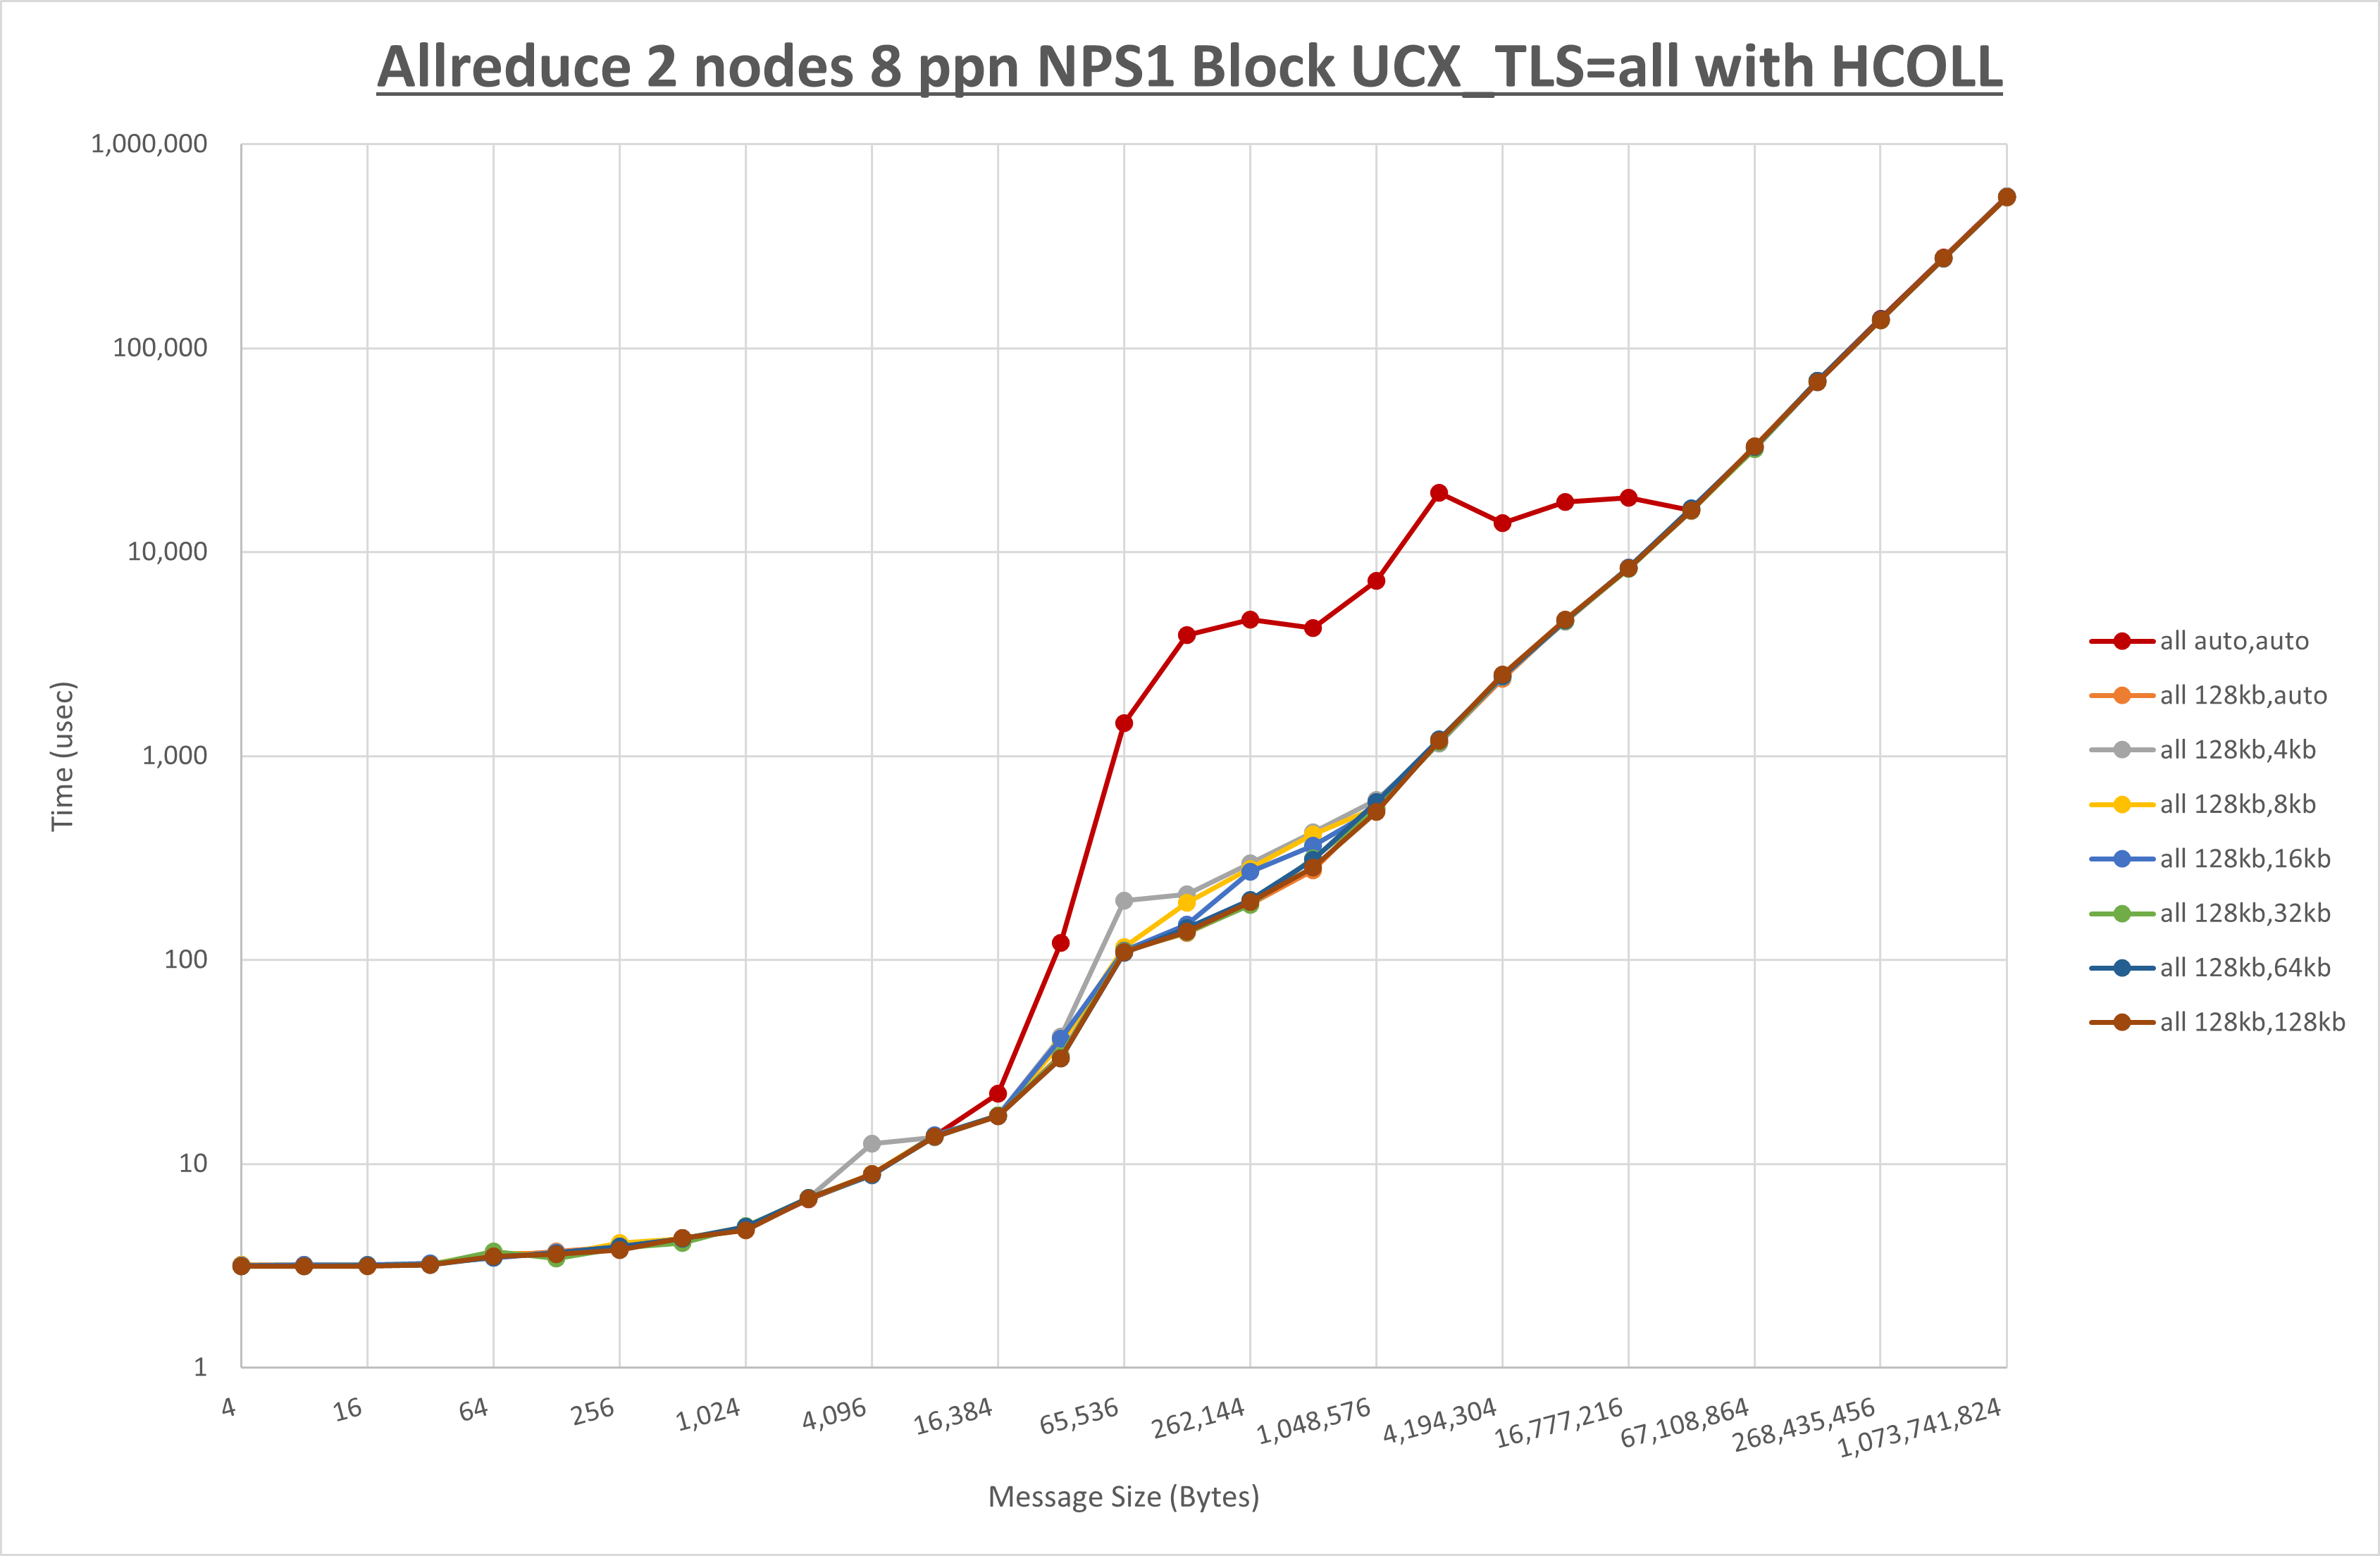 Allreduce 2 nodes 8 ppn NPS1 Block UCX_TLS=all with HCOLL
1,000,000
100,000
10,000
1,000
100
10
1
Time (usec)
4
16
64
256
1,024
4,096
16,384
65,536
262,144
1,048,576
4,194,304
16,777,216
67,108,864
268,435,456
1,073,741,824
Message Size (Bytes)
all auto,auto
all 128kb,auto
all 128kb,4kb
all 128kb,8kb
all 128kb,16kb
all 128kb,32kb
all 128kb,64kb
all 128kb,128kb